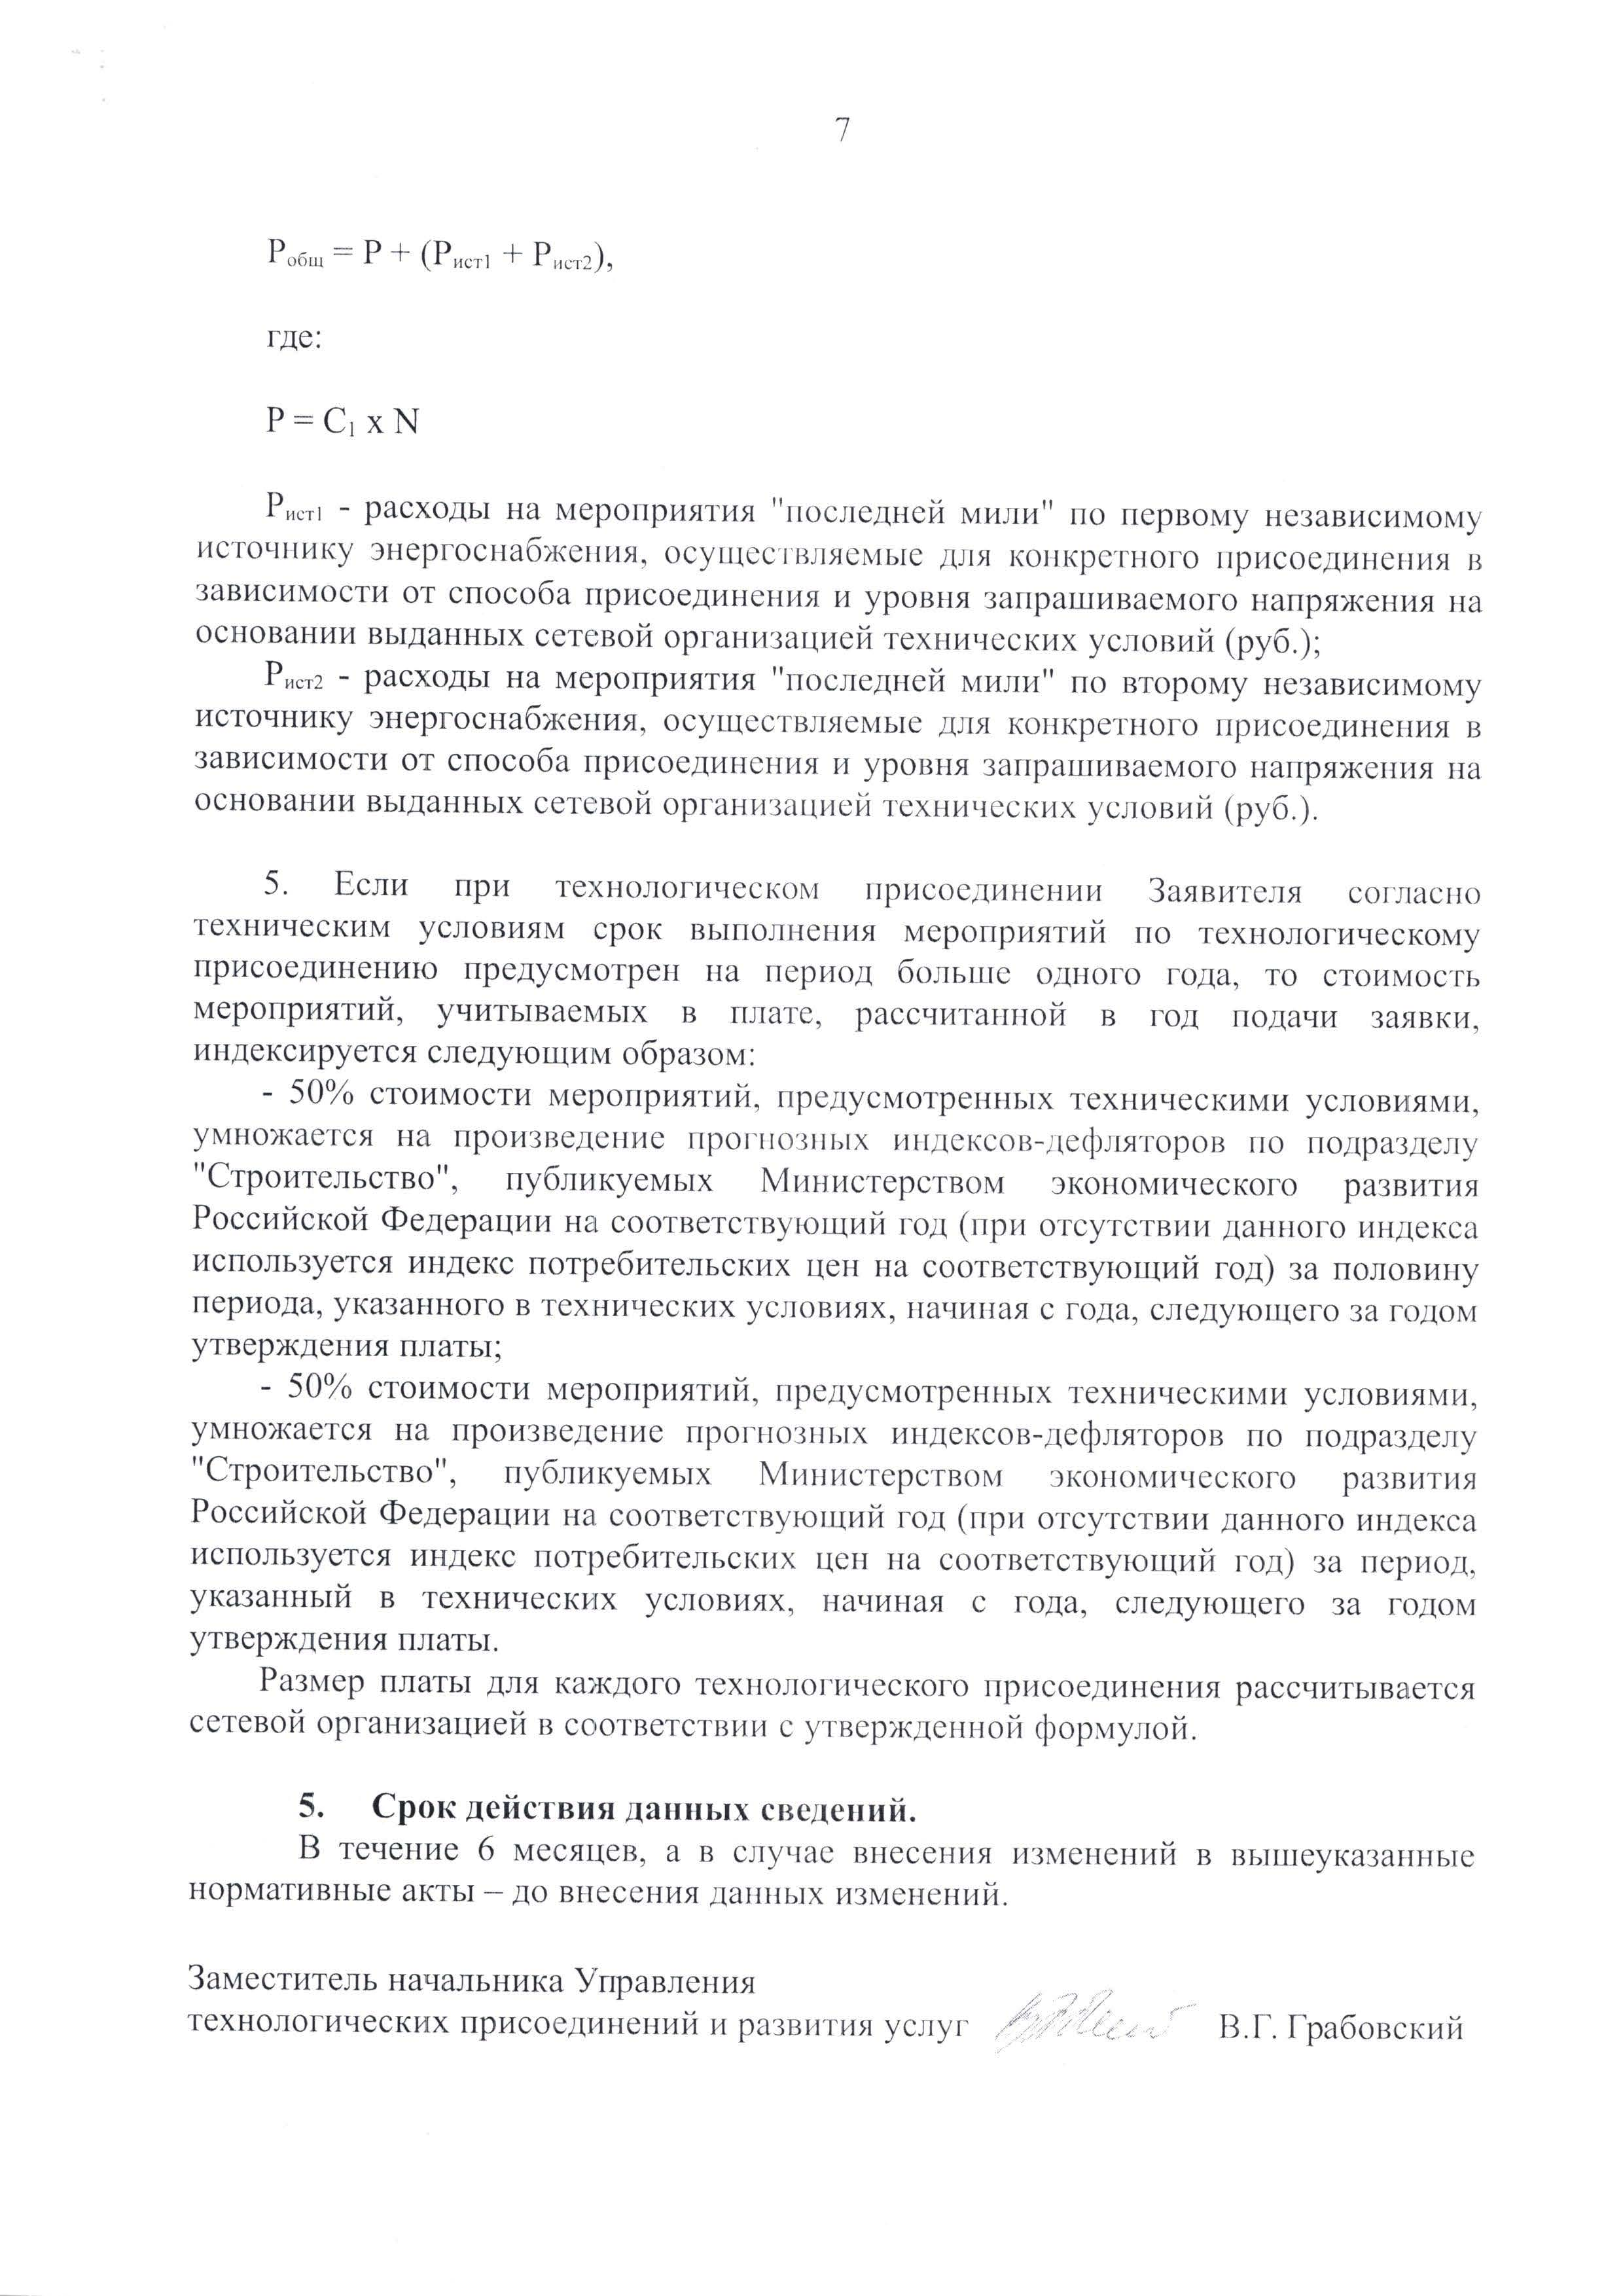 7
Робщ = Р + (Рист1 + Рист2),
где:
Р = С1 х N
Рист1 - расходы на мероприятия "последней мили" по первому независимому
источнику энергоснабжения, осуществляемые для конкретного присоединения в
зависимости от способа присоединения и уровня запрашиваемого напряжения на
основании выданных сетевой организацией технических условий (руб.);
Рист2 - расходы на мероприятия "последней мили" по второму независимому
источнику энергоснабжения, осуществляемые для конкретного присоединения в
зависимости от способа присоединения и уровня запрашиваемого напряжения на
основании выданных сетевой организацией технических условий (руб.).
5. Если при технологическом присоединении Заявителя согласно
техническим условиям срок выполнения мероприятий по технологическому
присоединению предусмотрен на период больше одного года, то стоимость
мероприятий, учитываемых в плате, рассчитанной в год подачи заявки,
индексируется следующим образом:
- 50% стоимости мероприятий, предусмотренных техническими условиями,
умножается на произведение прогнозных индексов-дефляторов по подразделу
"Строительство", публикуемых Министерством экономического развития
Российской Федерации на соответствующий год (при отсутствии данного индекса
используется индекс потребительских цен на соответствующий год) за половину
периода, указанного в технических условиях, начиная с года, следующего за годом
утверждения платы;
- 50% стоимости мероприятий, предусмотренных техническими условиями,
умножается на произведение прогнозных индексов-дефляторов по подразделу
"Строительство", публикуемых Министерством экономического развития
Российской Федерации на соответствующий год (при отсутствии данного индекса
используется индекс потребительских цен на соответствующий год) за период,
указанный в технических условиях, начиная с года, следующего за годом
утверждения платы.
Размер платы для каждого технологического присоединения рассчитывается
сетевой организацией в соответствии с утвержденной формулой.
5. Срок действия данных сведений.
В течение 6 месяцев, а в случае внесения изменений в вышеуказанные
нормативные акты – до внесения данных изменений.
Заместитель начальника Управления
технологических присоединений и развития услуг В.Г. Грабовский